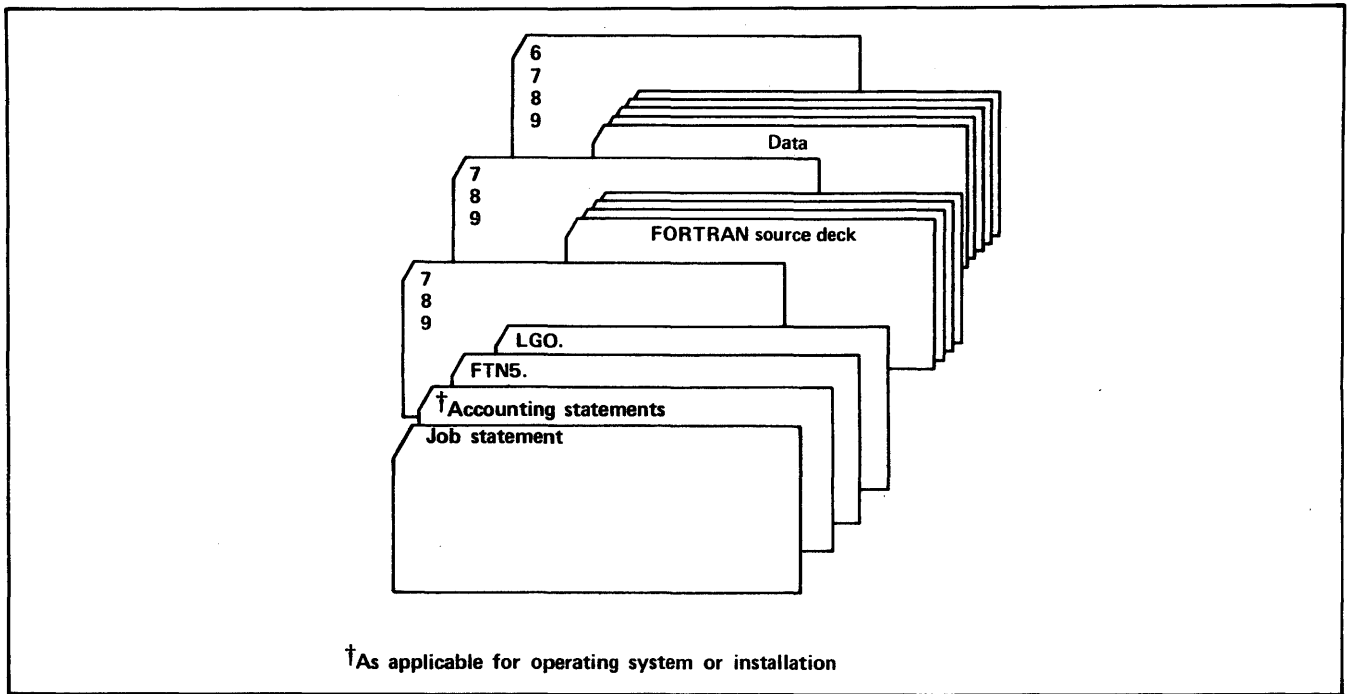 6
7
8
9
Data
7
8
9
FORTRAN source deck
7
8
9
LGO.
FTN5.
†Accounting statements
Job statement
†As applicable for operating system or installation